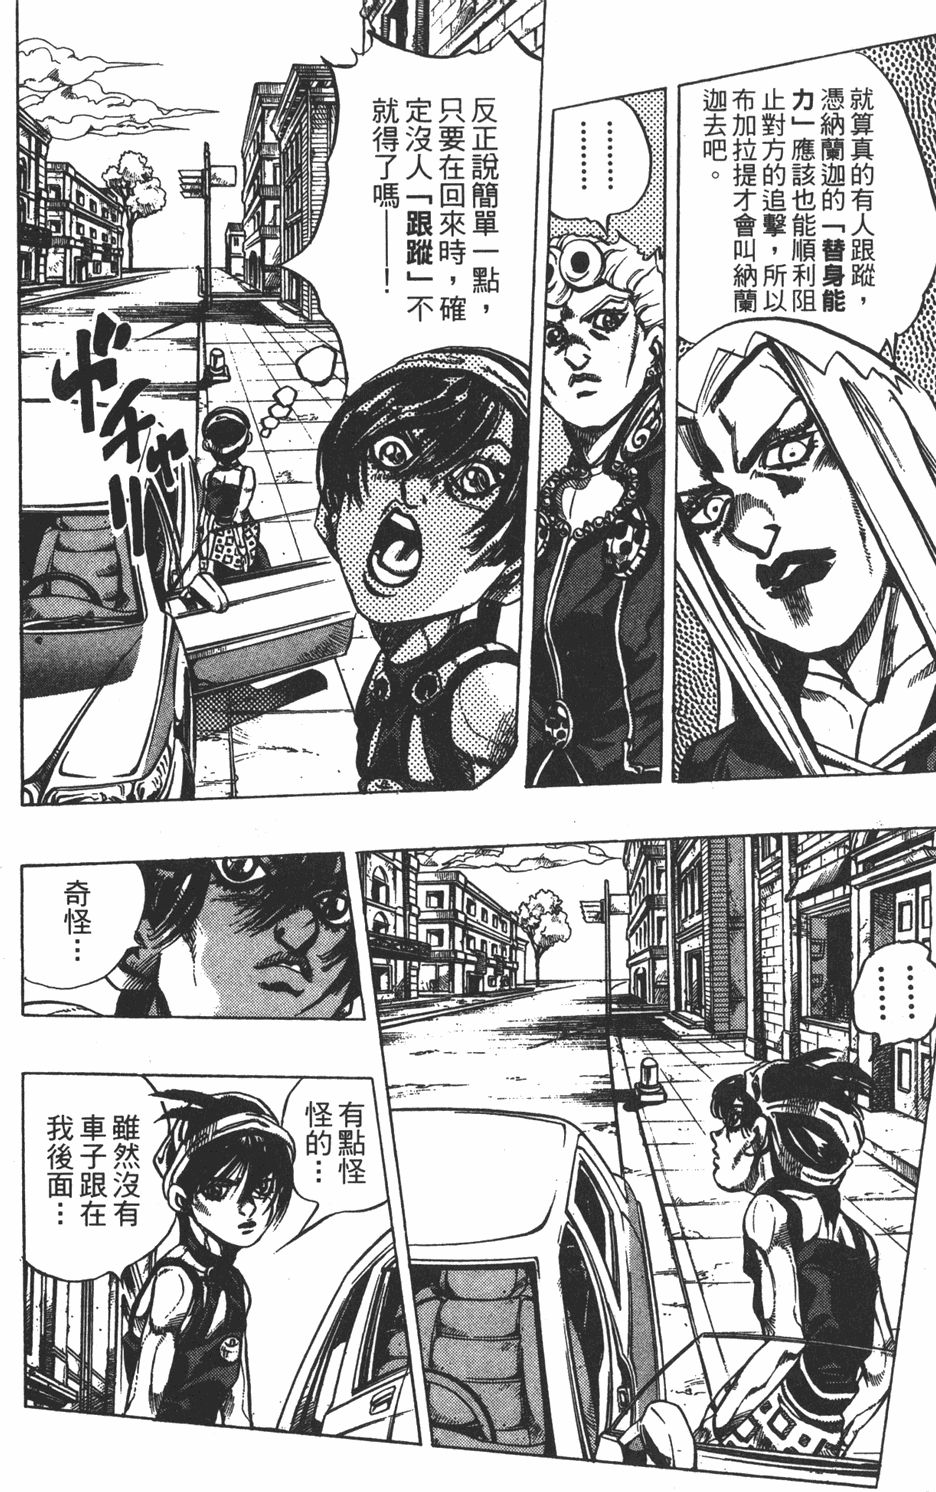 就算真的有人跟蹤，
憑納蘭迦的「替身能
力」應該也能順利阻
止對方的追擊，所以
布加拉提才會叫納蘭
迦去吧。
………
反正說簡單一點，
只要在回來時，確
定沒人「跟蹤」不
就得了嗎——！
ドドド
………
奇怪…
有點怪
怪的…
雖然沒有
車子跟在
我後面…